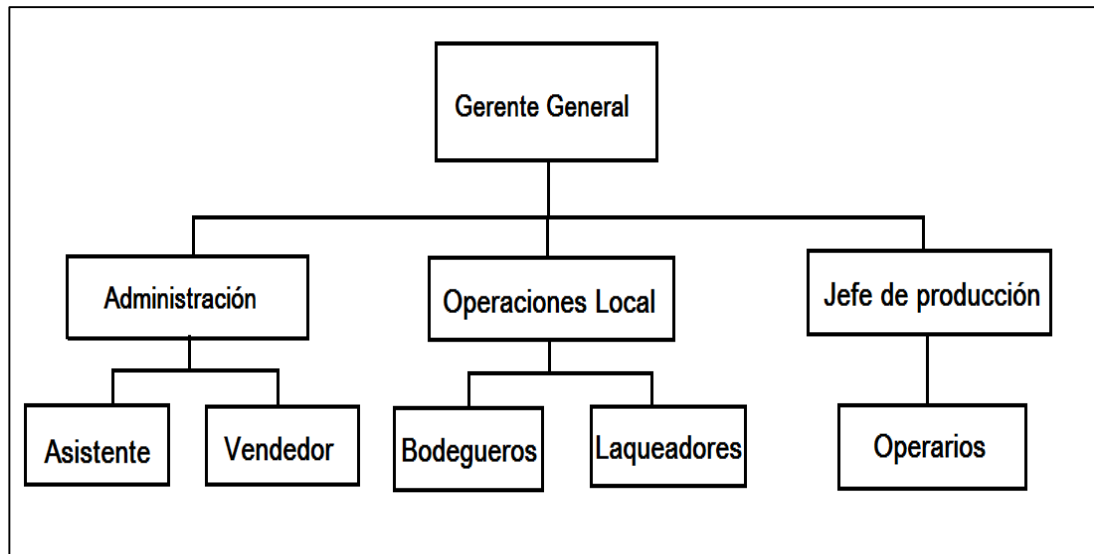 Gerente General
Administración
Operaciones Local
Jefe de producción
Asistente
Vendedor
Bodegueros
Laqueadores
Operarios